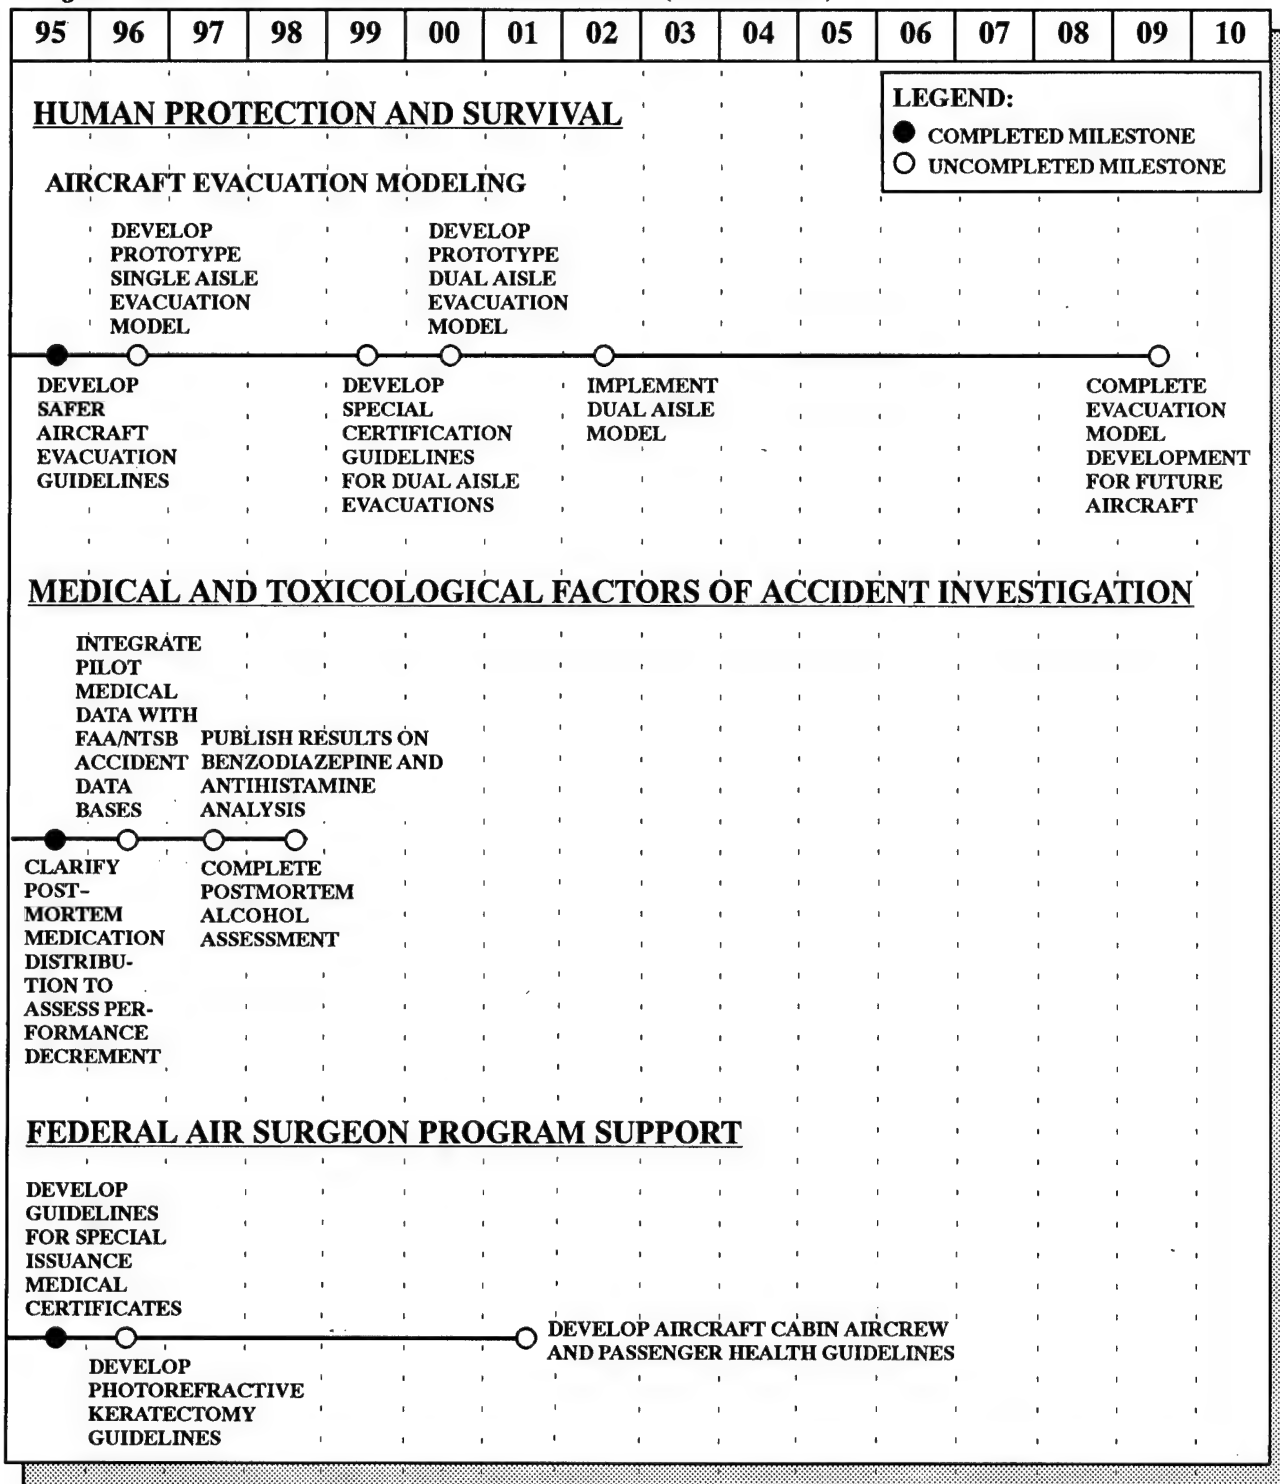 95 96 97 98 99 00 01 02 03 04 05 06 07 08 09 10
LEGEND:
COMPLETED MILESTONE
UNCOMPLETED MILESTONE
HUMAN PROTECTION AND SURVIVAL
AIRCRAFT EVACUATION MODELING
DEVELOP
PROTOTYPE
SINGLE AISLE
EVACUATION
MODEL
DEVELOP
PROTOTYPE
DUAL AISLE
EVACUATION
MODEL
DEVELOP
SAFER
AIRCRAFT
EVACUATION
GUIDELINES
DEVELOP
SPECIAL
CERTIFICATION
GUIDELINES
FOR DUAL AISLE
EVACUATIONS
IMPLEMENT
DUAL AISLE
MODEL
COMPLETE
EVACUATION
MODEL
DEVELOPMENT
FOR FUTURE
AIRCRAFT
MEDICAL AND TOXICOLOGICAL FACTORS OF ACCIDENT INVESTIGATION
INTEGRATE
PILOT
MEDICAL
DATA WITH
FAA/NTSB
ACCIDENT
DATA
BASES
PUBLISH RESULTS ON
BENZODIAZEPINE AND
ANTIHISTAMINE
ANALYSIS
CLARIFY
POST-
MORTEM
MEDICATION
DISTRIBU-
TION TO
ASSESS PER-
FORMANCE
DECREMENT
COMPLETE
POSTMORTEM
ALCOHOL
ASSESSMENT
FEDERAL AIR SURGEON PROGRAM SUPPORT
DEVELOP
GUIDELINES
FOR SPECIAL
ISSUANCE
MEDICAL
CERTIFICATES
DEVELOP AIRCRAFT CABIN AIRCREW
AND PASSENGER HEALTH GUIDELINES
DEVELOP
PHOTOREFRACTIVE
KERATECTOMY
GUIDELINES